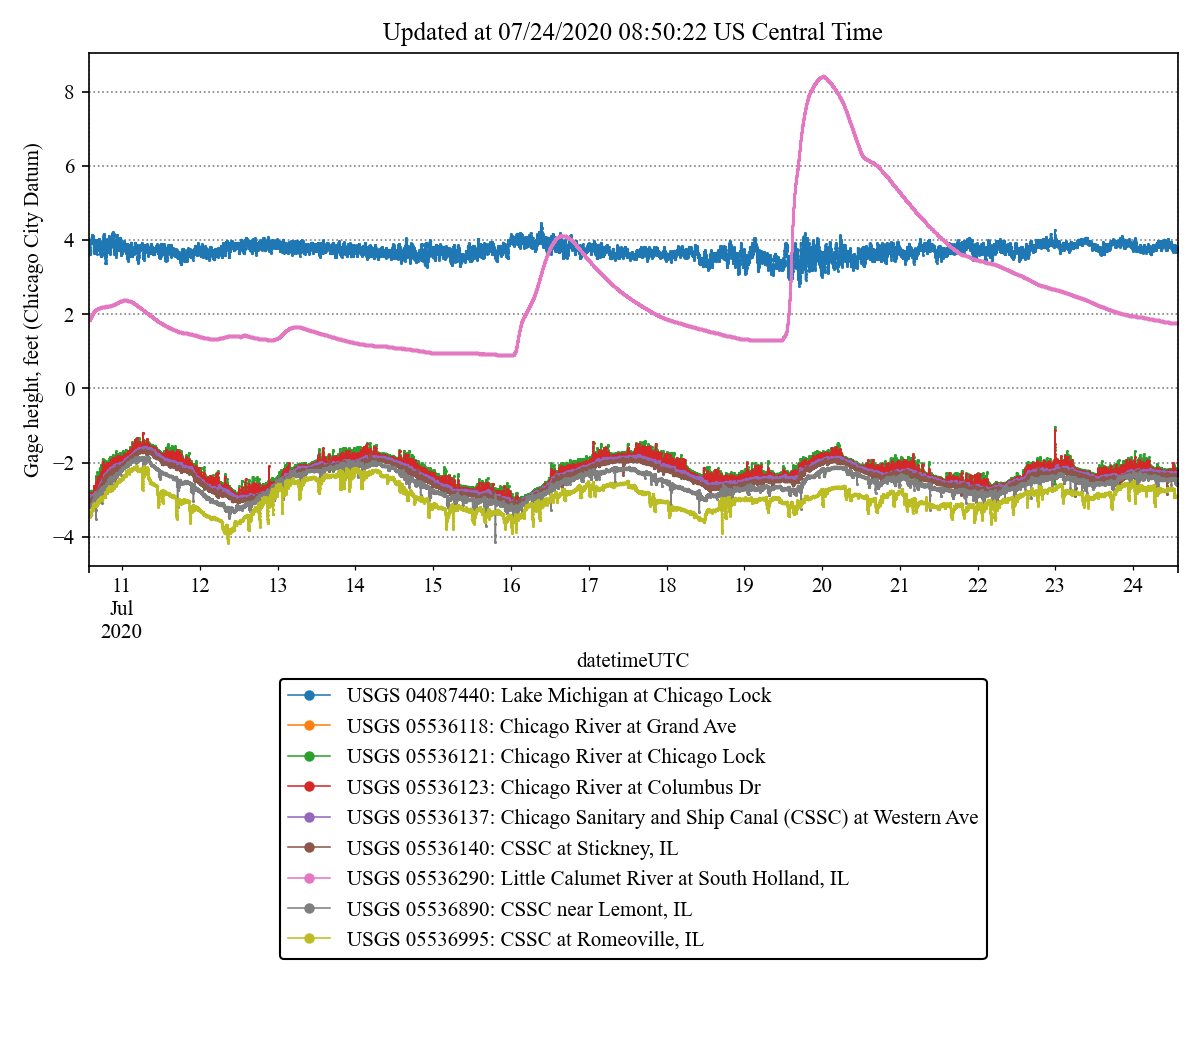 Updated at 07/24/2020 08:50:22 US Central Time
Gage height, feet (Chicago City Datum)
8
6
4
2
0
−2
−4
11 12 13 14 15 16 17 18 19 20 21 22 23 24
Jul
2020
datetimeUTC
USGS 04087440: Lake Michigan at Chicago Lock
USGS 05536118: Chicago River at Grand Ave
USGS 05536121: Chicago River at Chicago Lock
USGS 05536123: Chicago River at Columbus Dr
USGS 05536137: Chicago Sanitary and Ship Canal (CSSC) at Western Ave
USGS 05536140: CSSC at Stickney, IL
USGS 05536290: Little Calumet River at South Holland, IL
USGS 05536890: CSSC near Lemont, IL
USGS 05536995: CSSC at Romeoville, IL